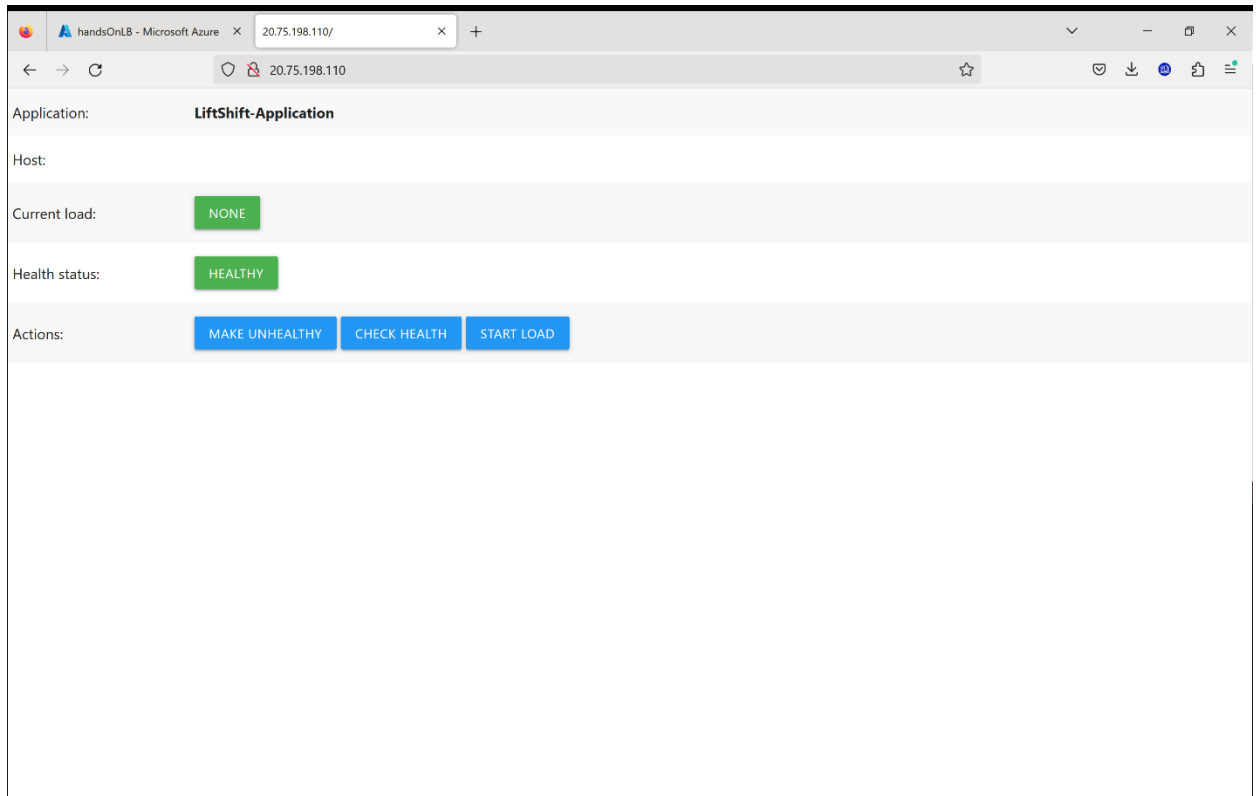 handsOnLB - Microsoft Azure
20.75.198.110/
20.75.198.110
Application: LiftShift-Application
Host:
Current load: NONE
Health status: HEALTHY
Actions: MAKE UNHEALTHY CHECK HEALTH START LOAD